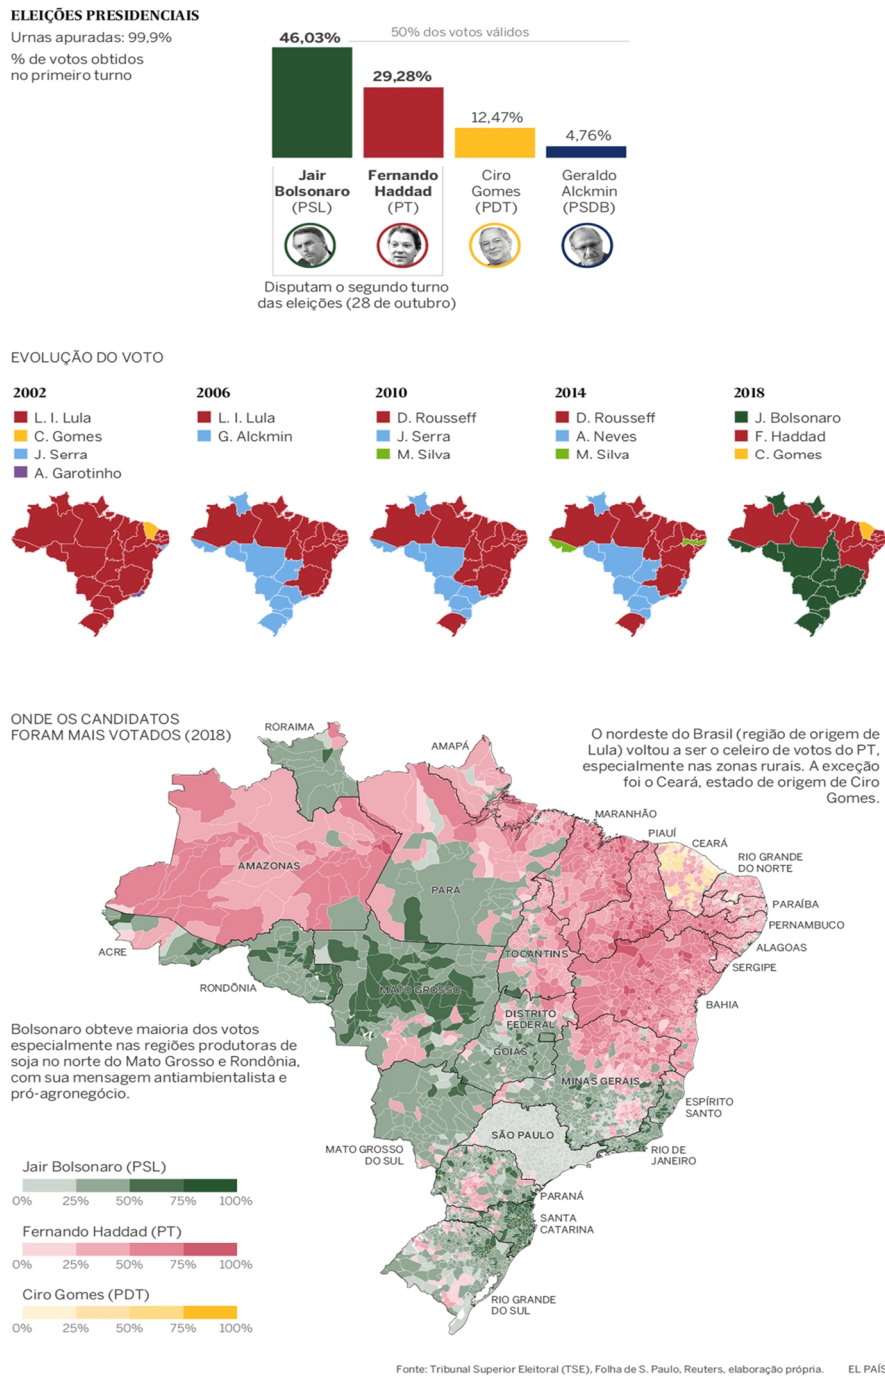 ELEIÇÕES PRESIDENCIAIS
Urnas apuradas: 99,9%
% de votos obtidos
no primeiro turno
50% dos votos válidos
46,03%
29,28%
12,47%
4,76%
Jair
Bolsonaro
(PSL)
Fernando
Haddad
(PT)
Ciro
Gomes
(PDT)
Geraldo
Alckmin
(PSDB)
Disputam o segundo turno
das eleições (28 de outubro)
EVOLUÇÃO DO VOTO
2002
L. I. Lula
C. Gomes
J. Serra
A. Garotinho
2006
L. I. Lula
G. Alckmin
2010
D. Rousseff
J. Serra
M. Silva
2014
D. Rousseff
A. Neves
M. Silva
2018
J. Bolsonaro
F. Haddad
C. Gomes
ONDE OS CANDIDATOS
FORAM MAIS VOTADOS (2018)
O nordeste do Brasil (região de origem de
Lula) voltou a ser o celeiro de votos do PT,
especialmente nas zonas rurais. A exceção
foi o Ceará, estado de origem de Ciro
Gomes.
RORAIMA
AMAPÁ
MARANHÃO
PIAUÍ
CEARÁ
RIO GRANDE
DO NORTE
AMAZONAS
PARÁ
PARAÍBA
PERNAMBUCO
ALAGOAS
SERGIPE
ACRE
TOCANTINS
RONDÔNIA
MATO GROSSO
BAHIA
DISTRITO
FEDERAL
GOIÁS
MINAS GERAIS
ESPÍRITO
SANTO
SÃO PAULO
RIO DE
JANEIRO
MATO GROSSO
DO SUL
PARANÁ
SANTA
CATARINA
RIO GRANDE
DO SUL
Bolsonaro obteve maioria dos votos
especialmente nas regiões produtoras de
soja no norte do Mato Grosso e Rondônia,
com sua mensagem antiambientalista e
pró-agronegócio.
Jair Bolsonaro (PSL)
0% 25% 50% 75% 100%
Fernando Haddad (PT)
0% 25% 50% 75% 100%
Ciro Gomes (PDT)
0% 25% 50% 75% 100%
Fonte: Tribunal Superior Eleitoral (TSE), Folha de S. Paulo, Reuters, elaboração própria. EL PAÍS